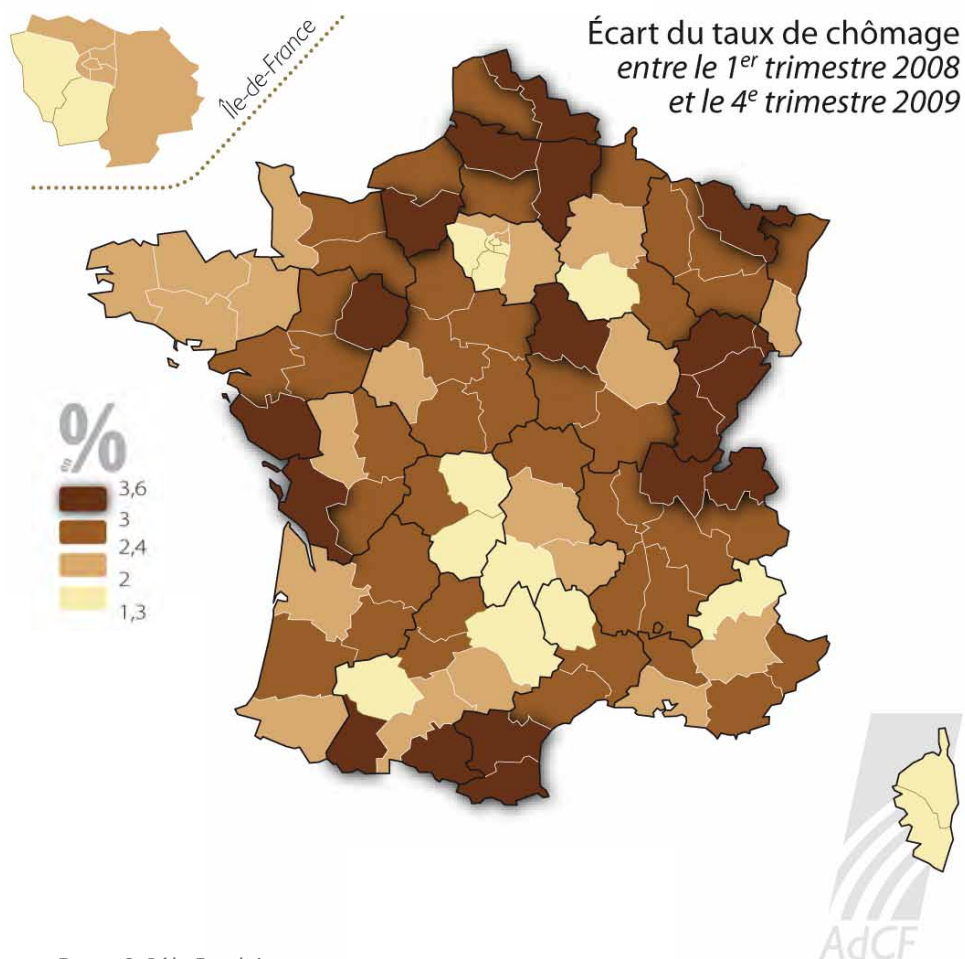 Île-de-France
Écart du taux de chômage
entre le 1er trimestre 2008
et le 4e trimestre 2009
%
en
3,6
3
2,4
2
1,3
AdCF